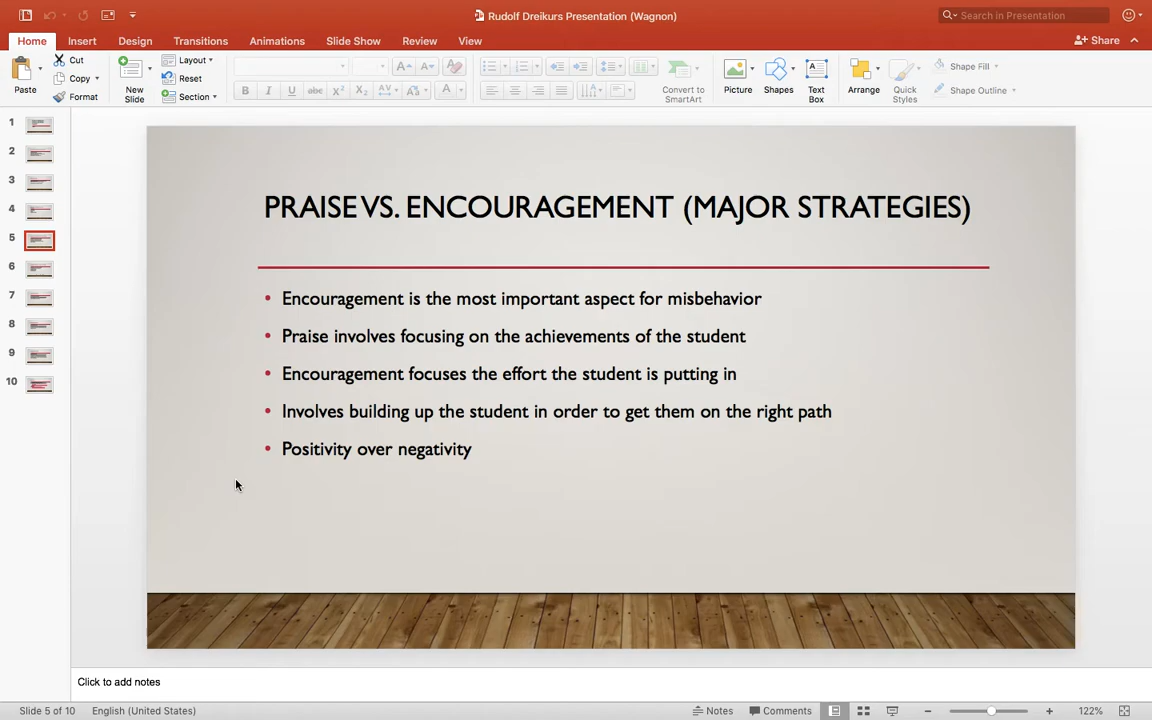 Rudolf Dreikurs Presentation (Wagnon)
Search in Presentation
Home Insert Design Transitions Animations Slide Show Review View
Share
Paste
Cut
Copy
Format
New Slide
Layout
Reset
Section
B I U abc X² X₂ AV Aa A
Convert to SmartArt
Picture
Shapes
Text Box
Arrange
Quick Styles
Shape Fill
Shape Outline
1
2
3
4
5
6
7
8
9
10
PRAISE VS. ENCOURAGEMENT (MAJOR STRATEGIES)
• Encouragement is the most important aspect for misbehavior
• Praise involves focusing on the achievements of the student
• Encouragement focuses the effort the student is putting in
• Involves building up the student in order to get them on the right path
• Positivity over negativity
Click to add notes
Slide 5 of 10 English (United States) Notes Comments 122%